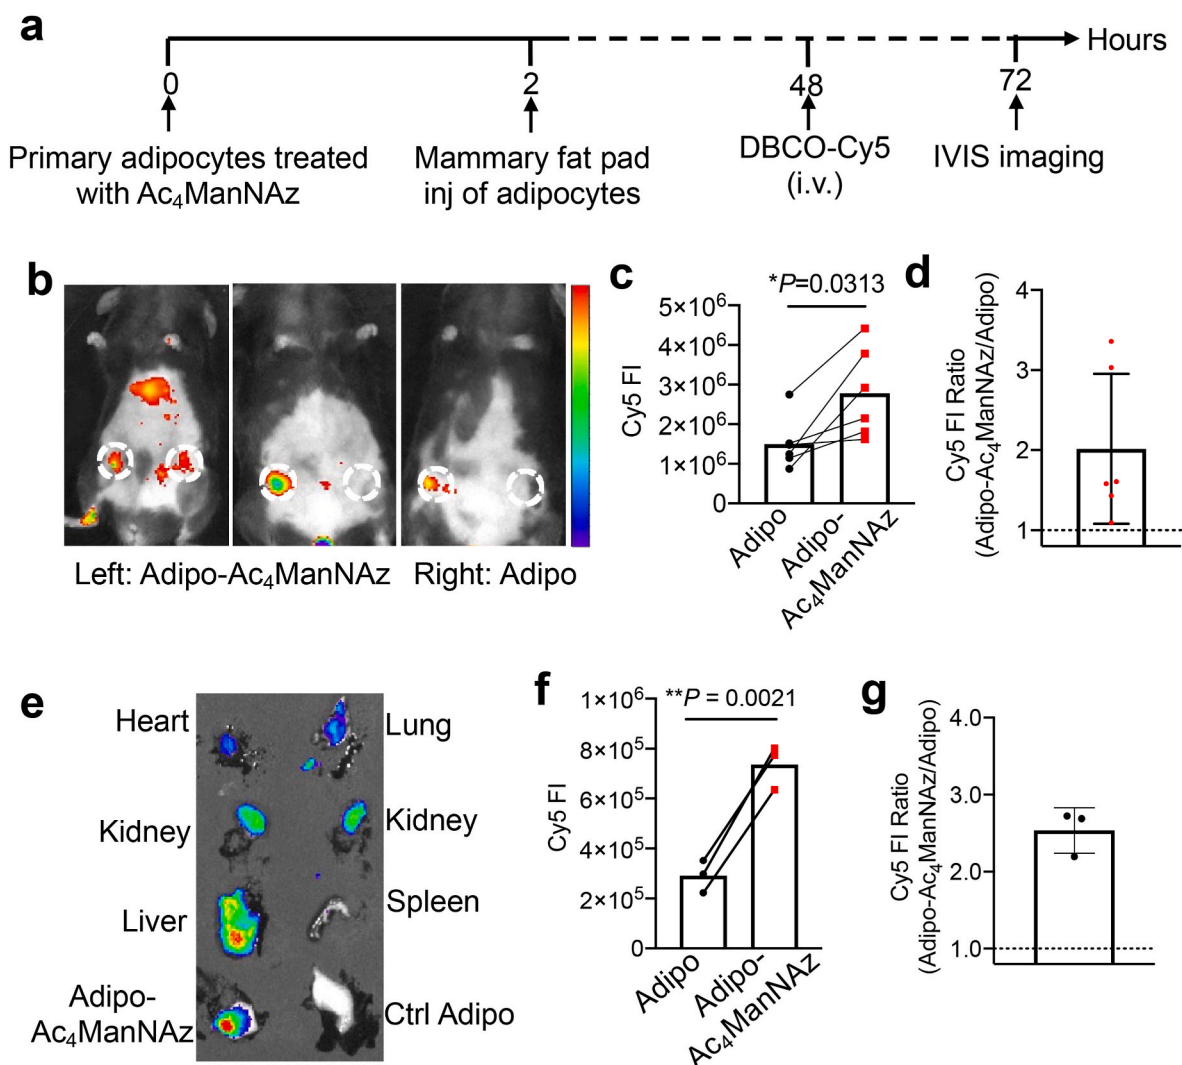 a
Hours
0
2
48
72
Primary adipocytes treated
with Ac₄ManNAz
Mammary fat pad
inj of adipocytes
DBCO-Cy5
(i.v.)
IVIS imaging
b
Left: Adipo-Ac₄ManNAz
Right: Adipo
c
*P=0.0313
Cy5 FI
5×10⁶
4×10⁶
3×10⁶
2×10⁶
1×10⁶
0
Adipo
Adipo-
Ac₄ManNAz
d
Cy5 FI Ratio
(Adipo-Ac₄ManNAz/Adipo)
4
3
2
1
e
Heart
Lung
Kidney
Kidney
Liver
Spleen
Adipo-
Ac₄ManNAz
Ctrl Adipo
f
**P = 0.0021
Cy5 FI
1×10⁶
8×10⁵
6×10⁵
4×10⁵
2×10⁵
0
Adipo
Adipo-
Ac₄ManNAz
g
Cy5 FI Ratio
(Adipo-Ac₄ManNAz/Adipo)
4.0
3.0
2.0
1.0